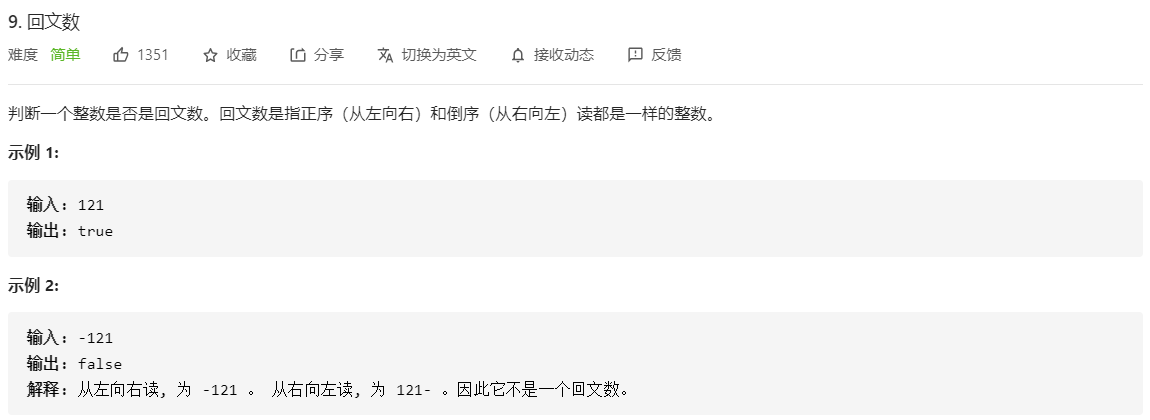 9. 回文数
难度 简单 1351 收藏 分享 切换为英文 接收动态 反馈
判断一个整数是否是回文数。回文数是指正序（从左向右）和倒序（从右向左）读都是一样的整数。
示例 1:
输入: 121
输出: true
示例 2:
输入: -121
输出: false
解释: 从左向右读, 为 -121 。 从右向左读, 为 121- 。因此它不是一个回文数。